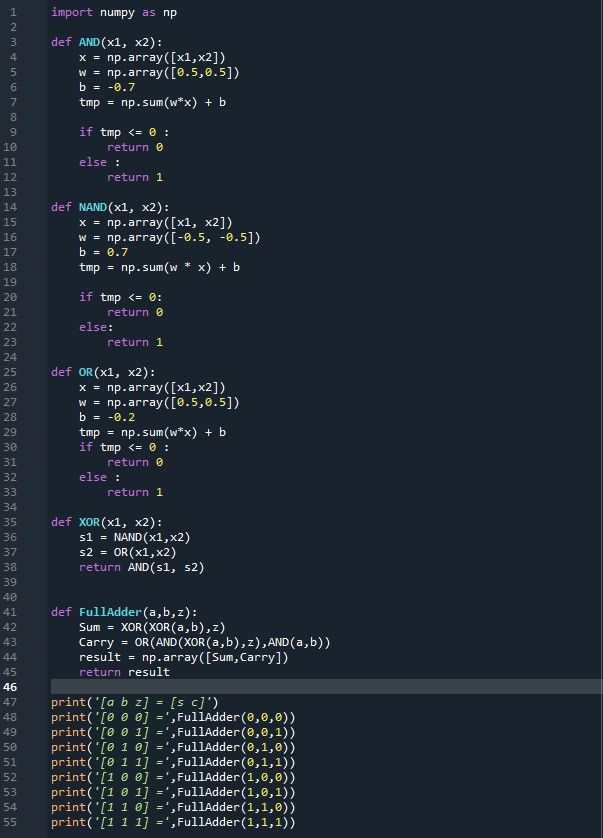 1 import numpy as np
2
3 def AND(x1, x2):
4     x = np.array([x1,x2])
5     w = np.array([0.5,0.5])
6     b = -0.7
7     tmp = np.sum(w*x) + b
8
9     if tmp <= 0 :
10         return 0
11     else :
12         return 1
13
14 def NAND(x1, x2):
15     x = np.array([x1, x2])
16     w = np.array([-0.5, -0.5])
17     b = 0.7
18     tmp = np.sum(w * x) + b
19
20     if tmp <= 0:
21         return 0
22     else:
23         return 1
24
25 def OR(x1, x2):
26     x = np.array([x1,x2])
27     w = np.array([0.5,0.5])
28     b = -0.2
29     tmp = np.sum(w*x) + b
30     if tmp <= 0 :
31         return 0
32     else :
33         return 1
34
35 def XOR(x1, x2):
36     s1 = NAND(x1,x2)
37     s2 = OR(x1,x2)
38     return AND(s1, s2)
39
40
41 def FullAdder(a,b,z):
42     Sum = XOR(XOR(a,b),z)
43     Carry = OR(AND(XOR(a,b),z),AND(a,b))
44     result = np.array([Sum,Carry])
45     return result
46
47 print('[a b z] = [s c]')
48 print('[0 0 0] =',FullAdder(0,0,0))
49 print('[0 0 1] =',FullAdder(0,0,1))
50 print('[0 1 0] =',FullAdder(0,1,0))
51 print('[0 1 1] =',FullAdder(0,1,1))
52 print('[1 0 0] =',FullAdder(1,0,0))
53 print('[1 0 1] =',FullAdder(1,0,1))
54 print('[1 1 0] =',FullAdder(1,1,0))
55 print('[1 1 1] =',FullAdder(1,1,1))